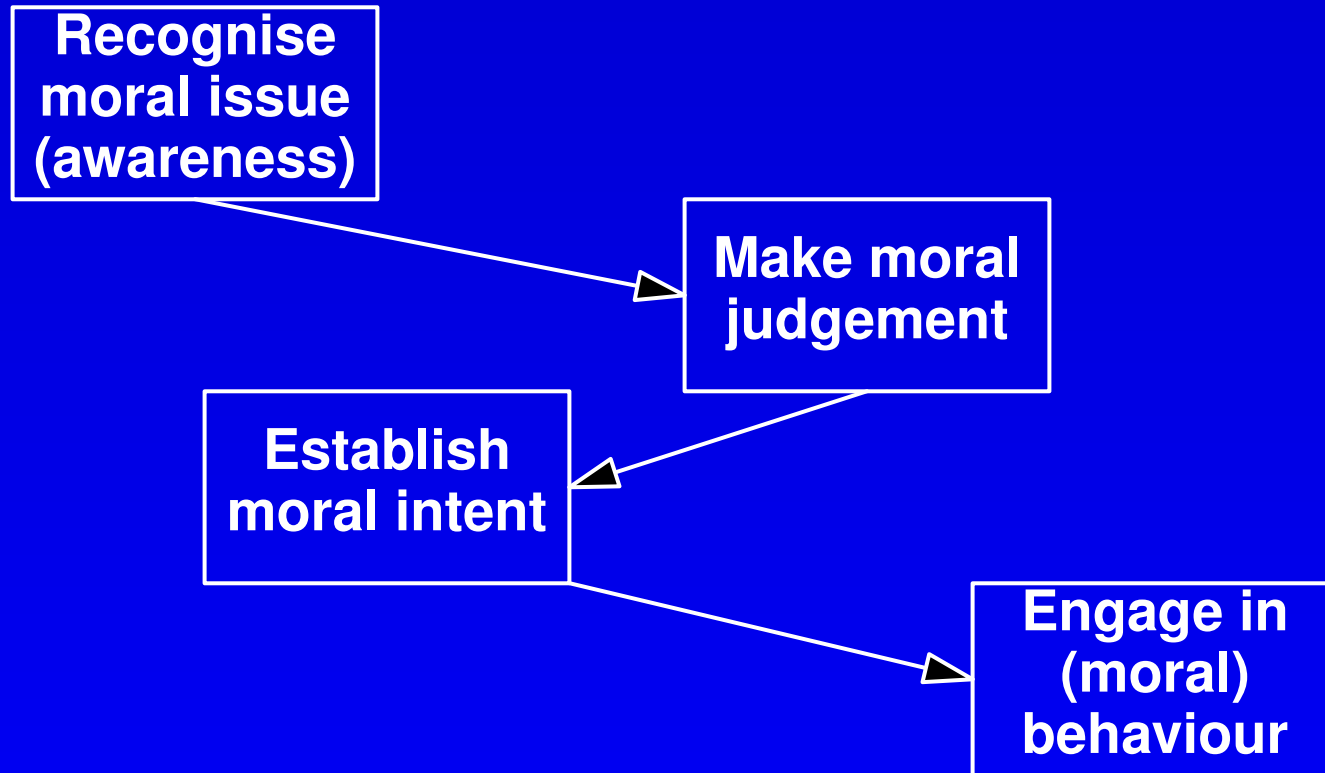 Recognise
moral issue
(awareness)
Make moral
judgement
Establish
moral intent
Engage in
(moral)
behaviour